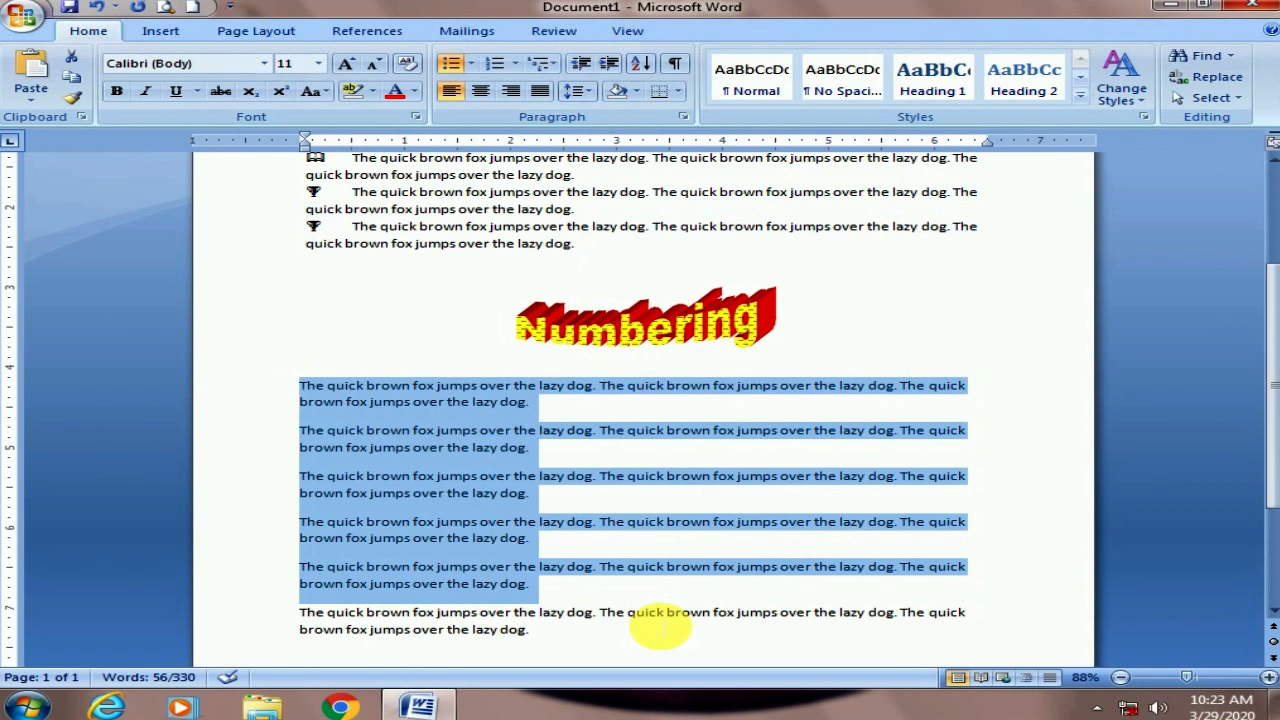 Document1 - Microsoft Word
Home Insert Page Layout References Mailings Review View
Calibri (Body) 11
Paste
B I U abc X₂ X² Aa
AaBbCcDc AaBbCcDc AaBbC AaBbCc
¶ Normal ¶ No Spaci... Heading 1 Heading 2
Change Styles
Find
Replace
Select
Clipboard Font Paragraph Styles Editing
1 1 2 3 4 5 6 7
The quick brown fox jumps over the lazy dog. The quick brown fox jumps over the lazy dog. The
quick brown fox jumps over the lazy dog.
The quick brown fox jumps over the lazy dog. The quick brown fox jumps over the lazy dog. The
quick brown fox jumps over the lazy dog.
The quick brown fox jumps over the lazy dog. The quick brown fox jumps over the lazy dog. The
quick brown fox jumps over the lazy dog.
Numbering
The quick brown fox jumps over the lazy dog. The quick brown fox jumps over the lazy dog. The quick
brown fox jumps over the lazy dog.
The quick brown fox jumps over the lazy dog. The quick brown fox jumps over the lazy dog. The quick
brown fox jumps over the lazy dog.
The quick brown fox jumps over the lazy dog. The quick brown fox jumps over the lazy dog. The quick
brown fox jumps over the lazy dog.
The quick brown fox jumps over the lazy dog. The quick brown fox jumps over the lazy dog. The quick
brown fox jumps over the lazy dog.
The quick brown fox jumps over the lazy dog. The quick brown fox jumps over the lazy dog. The quick
brown fox jumps over the lazy dog.
The quick brown fox jumps over the lazy dog. The quick brown fox jumps over the lazy dog. The quick
brown fox jumps over the lazy dog.
Page: 1 of 1 Words: 56/330 88%
10:23 AM
3/29/2020